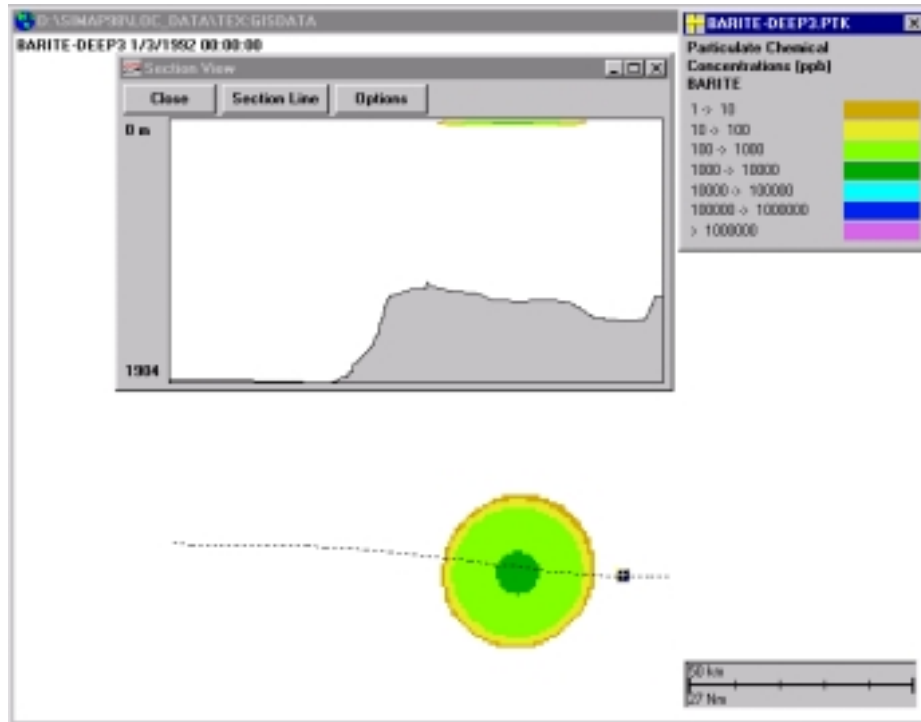 D:\SIMAP98\LOC_DATA\TEX:GISDATA
BARITE-DEEP3 1/3/1992 00:00:00
Section View
Close Section Line Options
0 m
1904
BARITE-DEEP3.PTK
Particulate Chemical
Concentrations (ppb)
BARITE
1 -> 10
10 -> 100
100 -> 1000
1000 -> 10000
10000 -> 100000
100000 -> 1000000
> 1000000
50 km
27 Nm